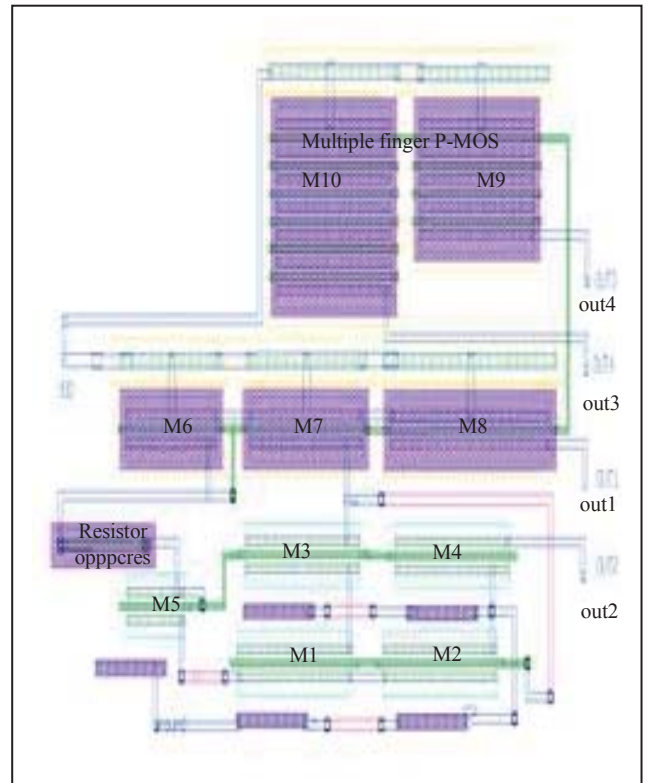 Multiple finger P-MOS
M10
M9
out4
out3
M6
M7
M8
out1
Resistor
opppcres
M3
M4
M5
out2
M1
M2